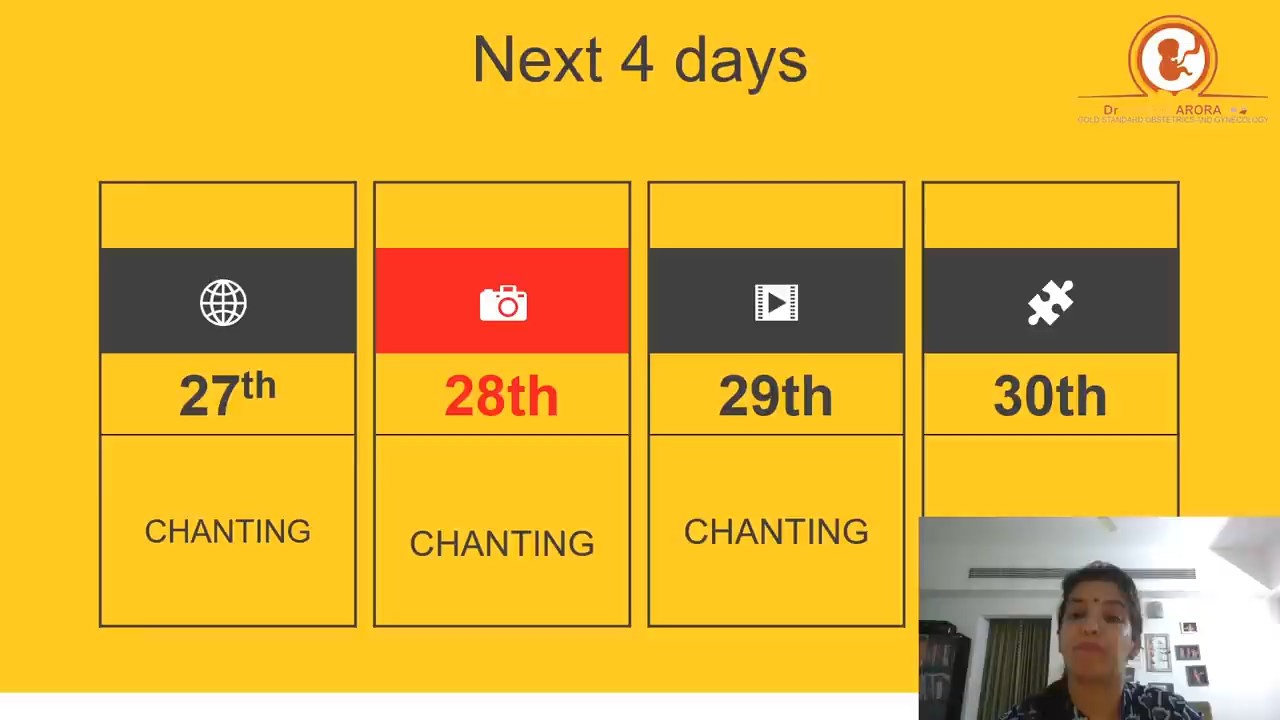 Next 4 days
Dr ARORA
GOLD STANDARD OBSTETRICS AND GYNECOLOGY
27th
28th
29th
30th
CHANTING
CHANTING
CHANTING